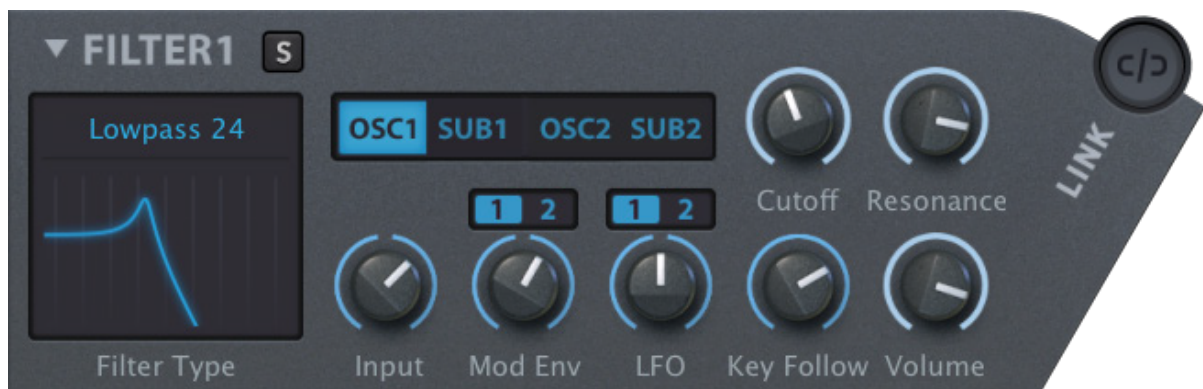 FILTER1 S
Lowpass 24
OSC1 SUB1 OSC2 SUB2
Cutoff Resonance
LINK
1 2 1 2
Filter Type Input Mod Env LFO Key Follow Volume